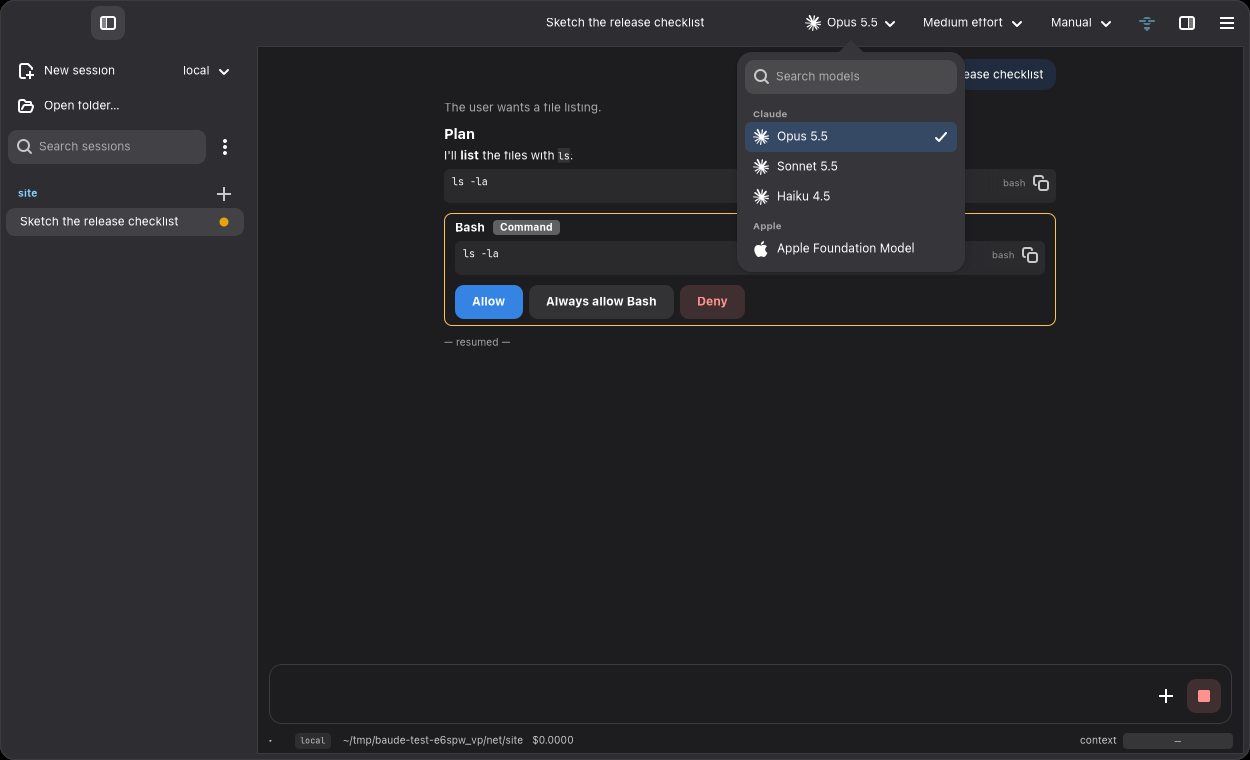 Sketch the release checklist
Opus 5.5
Medium effort
Manual
New session
local
Open folder...
Search sessions
site
Sketch the release checklist
ease checklist
The user wants a file listing.
Plan
I'll list the files with ls.
ls -la
bash
Bash
Command
ls -la
bash
Allow
Always allow Bash
Deny
— resumed —
Search models
Claude
Opus 5.5
Sonnet 5.5
Haiku 4.5
Apple
Apple Foundation Model
local
~/tmp/baude-test-e6spw_vp/net/site
$0.0000
context
—